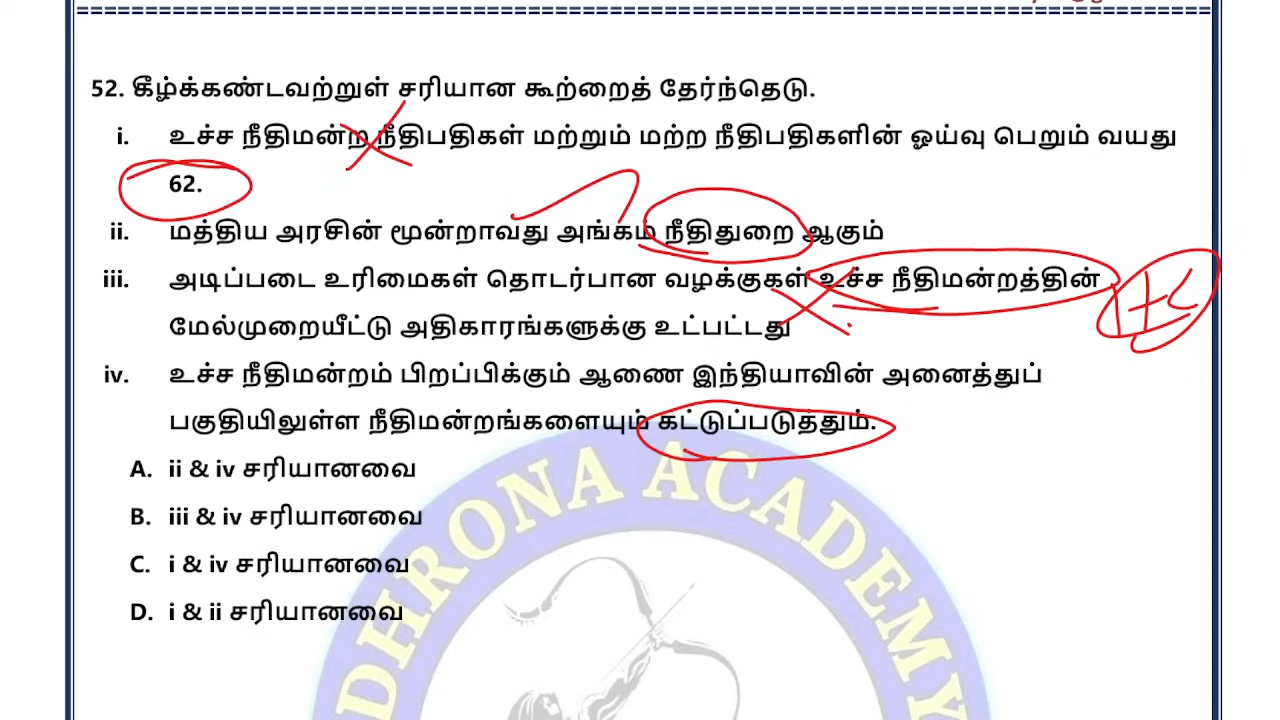 52. கீழ்க்கண்டவற்றுள் சரியான கூற்றைத் தேர்ந்தெடு.
i. உச்ச நீதிமன்ற நீதிபதிகள் மற்றும் மற்ற நீதிபதிகளின் ஓய்வு பெறும் வயது
62.
ii. மத்திய அரசின் மூன்றாவது அங்கம் நீதிதுறை ஆகும்
iii. அடிப்படை உரிமைகள் தொடர்பான வழக்குகள் உச்ச நீதிமன்றத்தின்
மேல்முறையீட்டு அதிகாரங்களுக்கு உட்பட்டது
iv. உச்ச நீதிமன்றம் பிறப்பிக்கும் ஆணை இந்தியாவின் அனைத்துப்
பகுதியிலுள்ள நீதிமன்றங்களையும் கட்டுப்படுத்தும்.
A. ii & iv சரியானவை
B. iii & iv சரியானவை
C. i & iv சரியானவை
D. i & ii சரியானவை
DHRONA ACADEMY